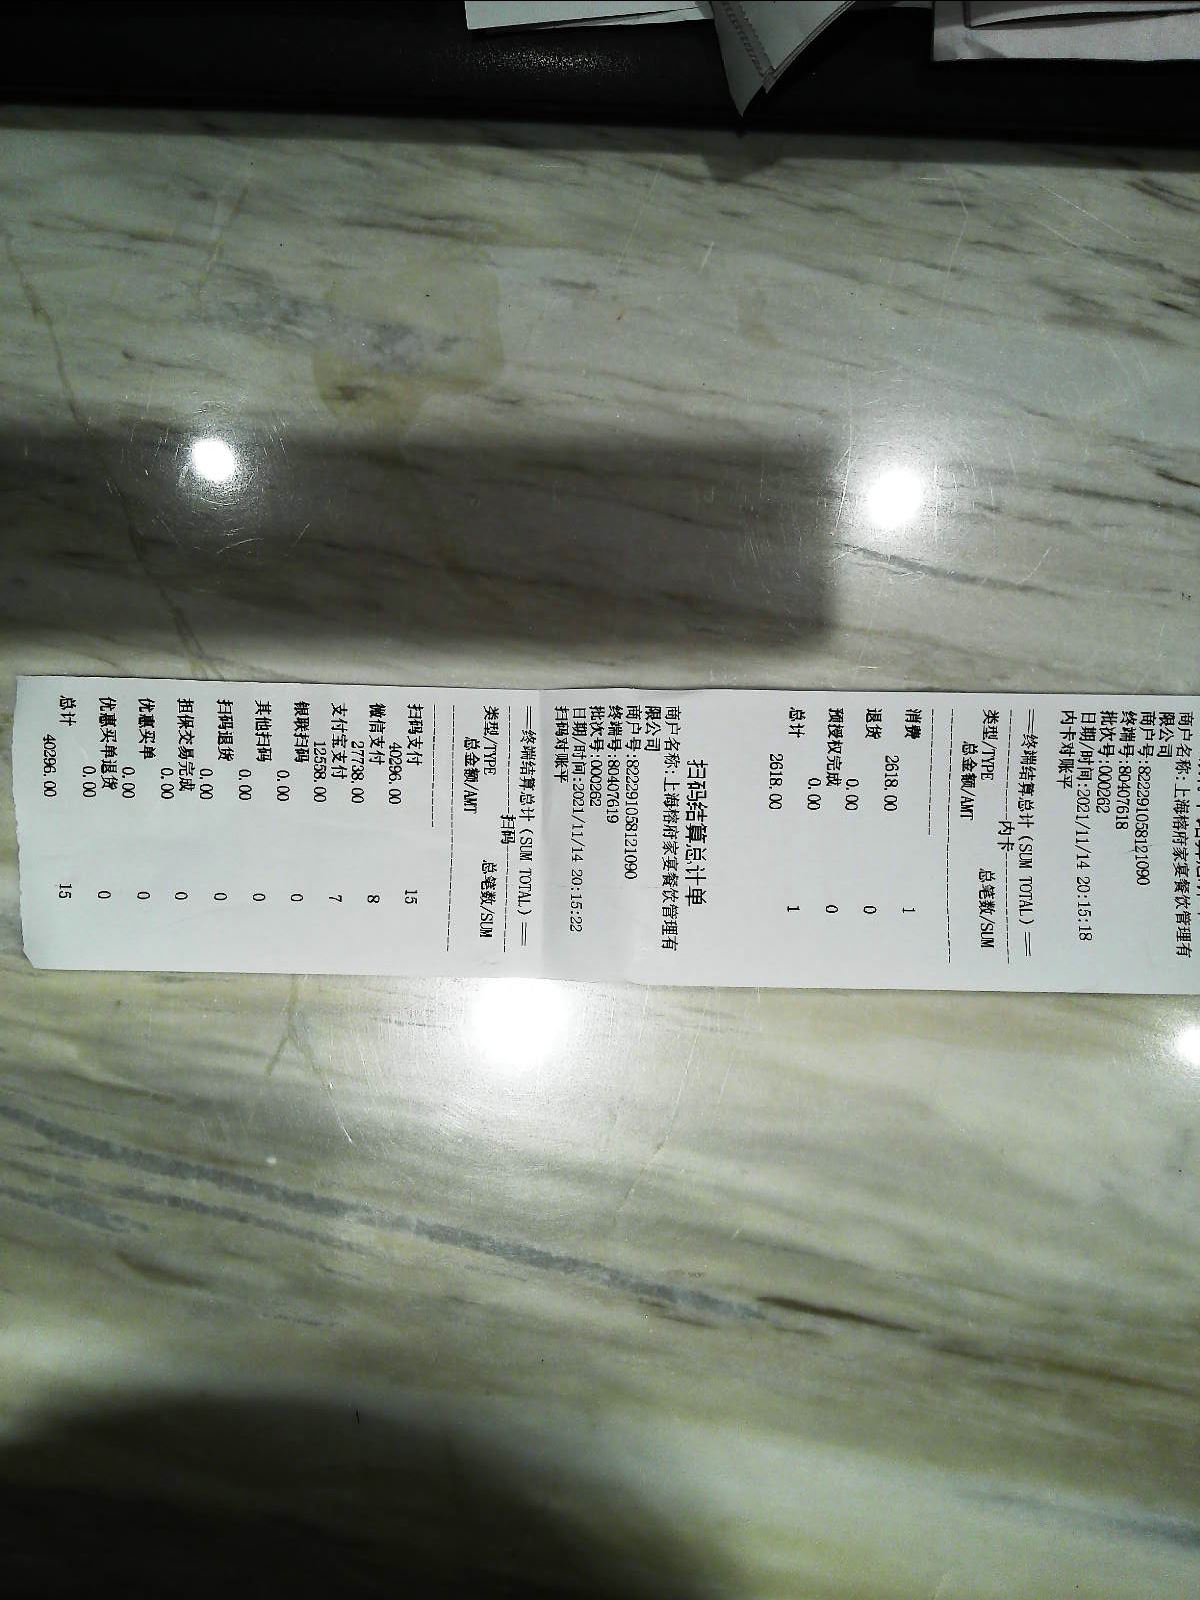 商户名称:上海榕府家宴餐饮管理有
限公司
商户号:822291058121090
终端号:80407618
批次号:000262
日期/时间:2021/11/14 20:15:18
内卡对账平
==终端结算总计(SUM TOTAL)==
内卡
类型/TYPE 总笔数/SUM
总金额/AMT
消费 1
2618.00
退货 0
0.00
预授权完成 0
0.00
总计 1
2618.00
扫码结算总计单
商户名称:上海榕府家宴餐饮管理有
限公司
商户号:822291058121090
终端号:80407619
批次号:000262
日期/时间:2021/11/14 20:15:22
扫码对账平
==终端结算总计(SUM TOTAL)==
扫码
类型/TYPE 总笔数/SUM
总金额/AMT
扫码支付 15
40296.00
微信支付 8
27738.00
支付宝支付 7
12558.00
银联扫码 0
0.00
其他扫码 0
0.00
扫码退货 0
0.00
担保交易完成 0
0.00
优惠买单 0
0.00
优惠买单退货 0
0.00
总计 15
40296.00